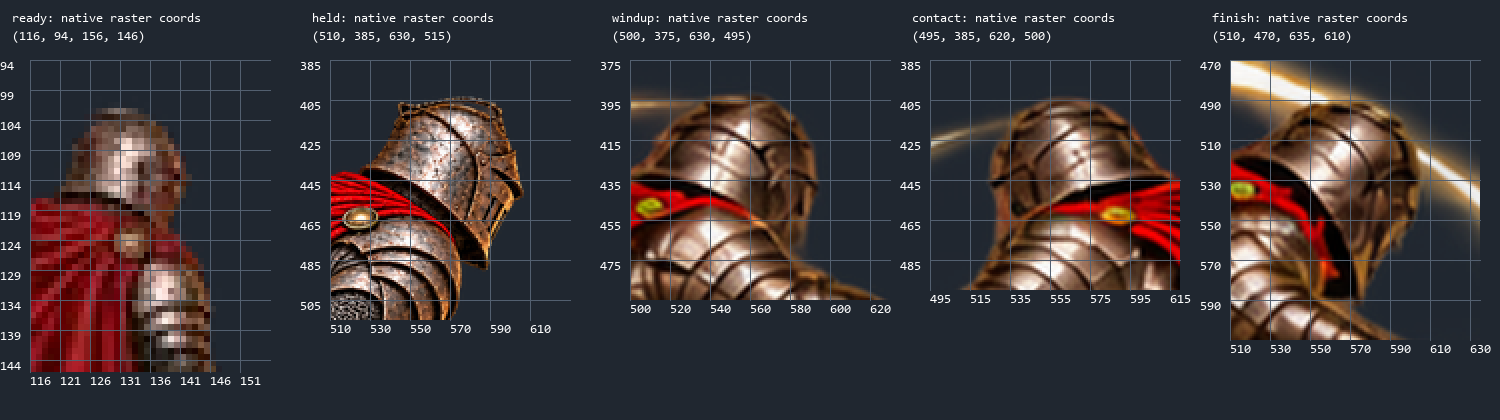 ready: native raster coords
(116, 94, 156, 146)
94
99
104
109
114
119
124
129
134
139
144
116 121 126 131 136 141 146 151
held: native raster coords
(510, 385, 630, 515)
385
405
425
445
465
485
505
510 530 550 570 590 610
windup: native raster coords
(500, 375, 630, 495)
375
395
415
435
455
475
500 520 540 560 580 600 620
contact: native raster coords
(495, 385, 620, 500)
385
405
425
445
465
485
495 515 535 555 575 595 615
finish: native raster coords
(510, 470, 635, 610)
470
490
510
530
550
570
590
510 530 550 570 590 610 630